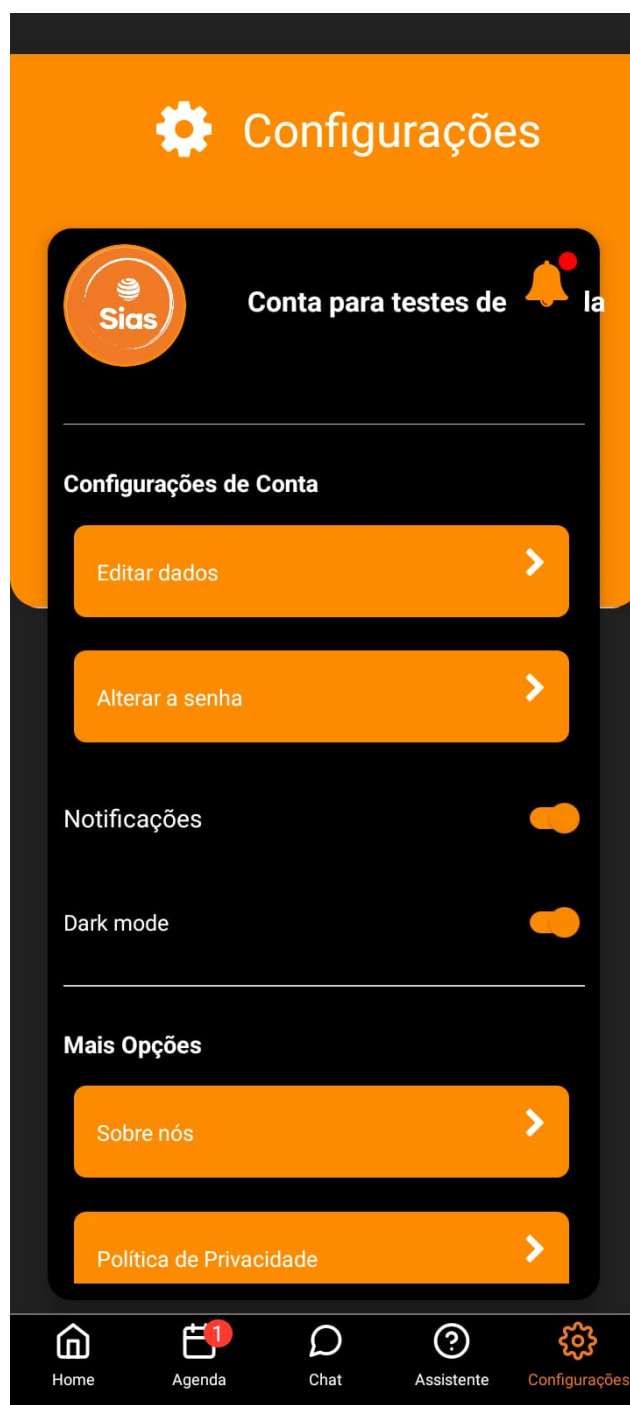 Configurações
Sias
Conta para testes de la
Configurações de Conta
Editar dados
Alterar a senha
Notificações
Dark mode
Mais Opções
Sobre nós
Política de Privacidade
1
Home Agenda Chat Assistente Configurações